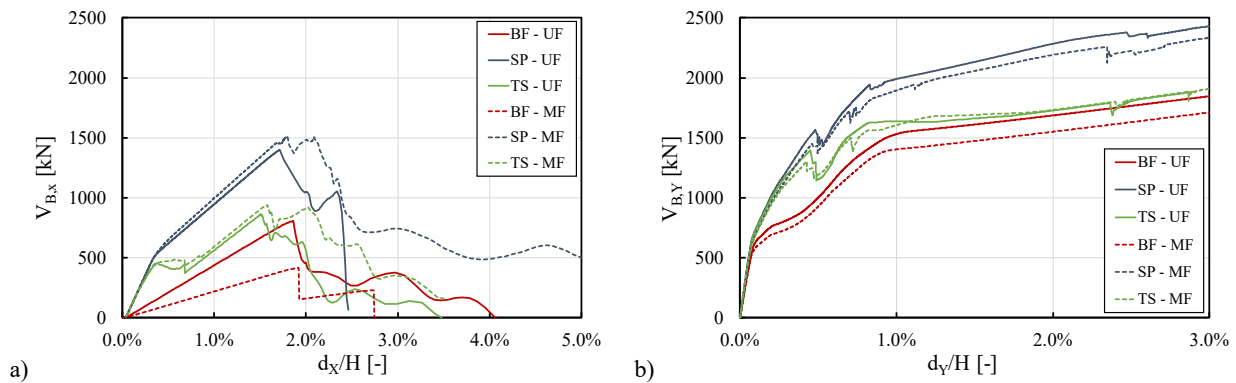 2500
2000
1500
1000
500
0
V_B,x [kN]
0.0%
1.0%
2.0%
3.0%
4.0%
5.0%
d_X/H [-]
BF - UF
SP - UF
TS - UF
BF - MF
SP - MF
TS - MF
a)
2500
2000
1500
1000
500
0
V_B,Y [kN]
0.0%
1.0%
2.0%
3.0%
d_Y/H [-]
BF - UF
SP - UF
TS - UF
BF - MF
SP - MF
TS - MF
b)